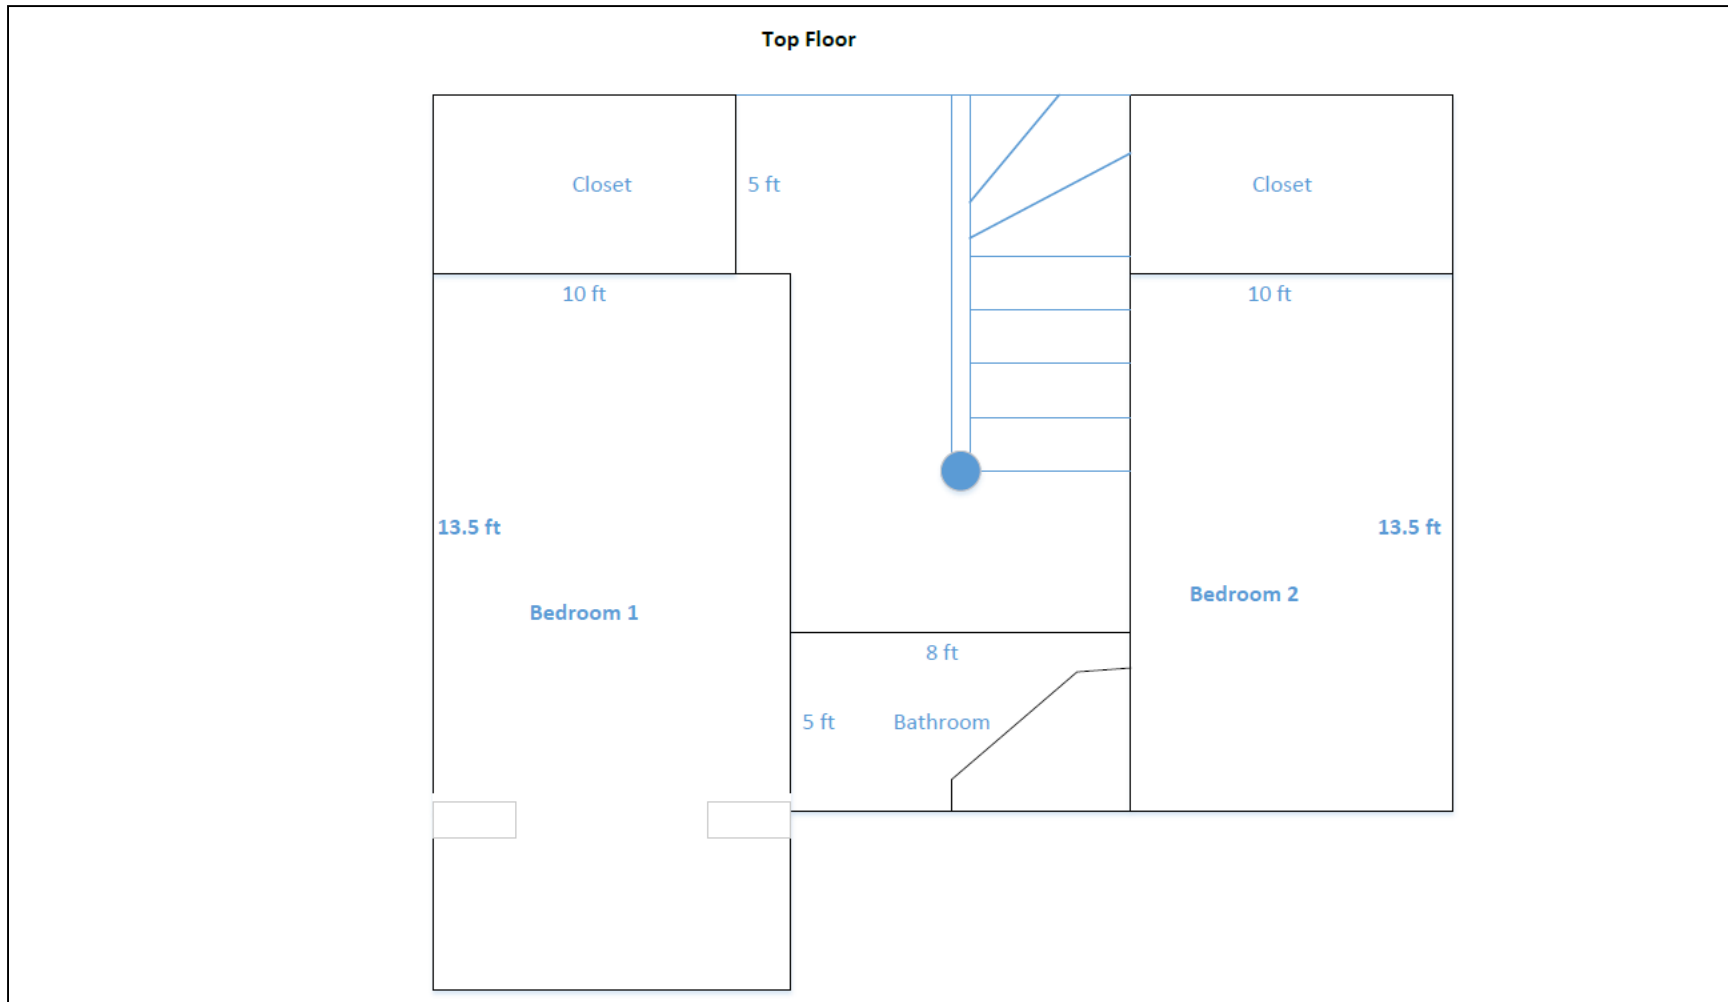 Top Floor
Closet
5 ft
Closet
10 ft
10 ft
13.5 ft
13.5 ft
Bedroom 1
Bedroom 2
8 ft
5 ft
Bathroom